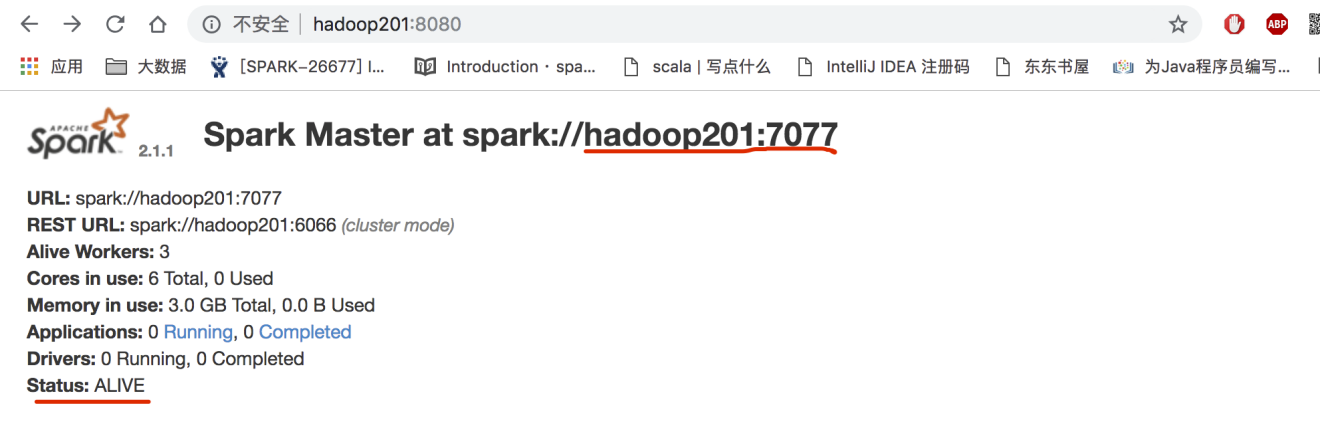 不安全 hadoop201:8080
ABP
应用 大数据 [SPARK-26677] I... Introduction · spa... scala | 写点什么 IntelliJ IDEA 注册码 东东书屋 为Java程序员编写...
APACHE Spark 2.1.1 Spark Master at spark://hadoop201:7077
URL: spark://hadoop201:7077
REST URL: spark://hadoop201:6066 (cluster mode)
Alive Workers: 3
Cores in use: 6 Total, 0 Used
Memory in use: 3.0 GB Total, 0.0 B Used
Applications: 0 Running, 0 Completed
Drivers: 0 Running, 0 Completed
Status: ALIVE